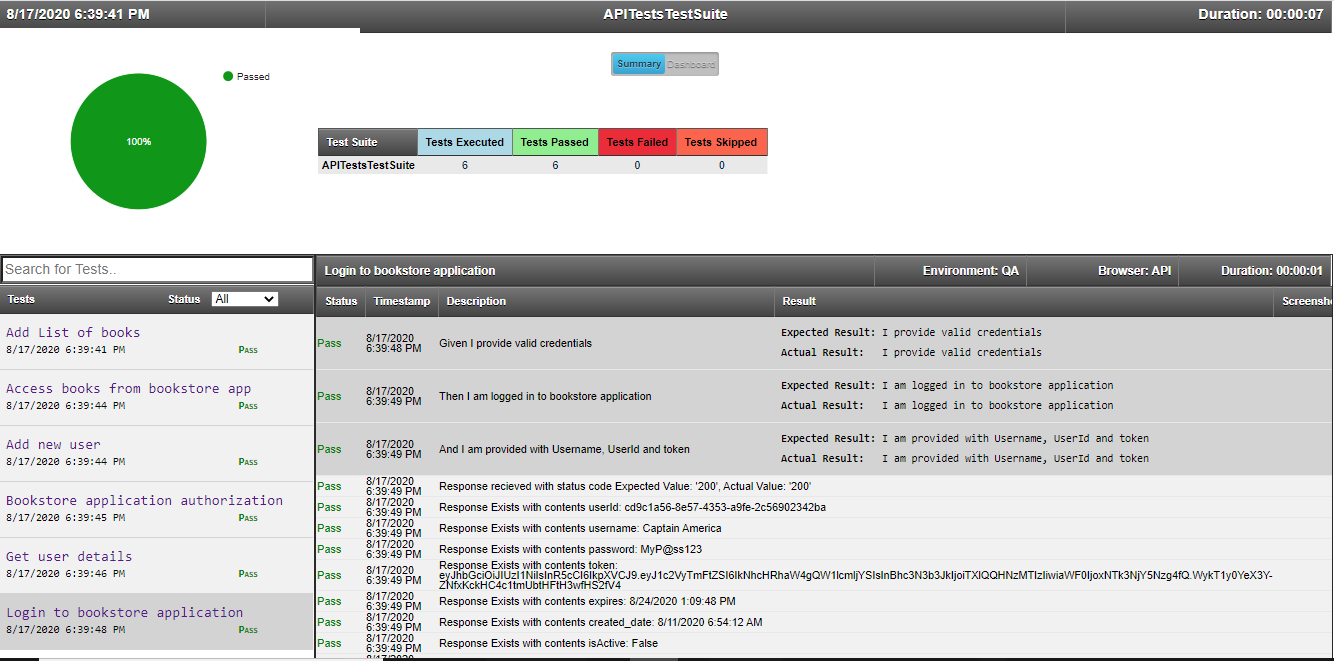 8/17/2020 6:39:41 PM APITestsTestSuite Duration: 00:00:07
Summary Dashboard
Passed
100%
Test Suite Tests Executed Tests Passed Tests Failed Tests Skipped
APITestsTestSuite 6 6 0 0
Search for Tests..
Tests Status All
Add List of books
8/17/2020 6:39:41 PM Pass
Access books from bookstore app
8/17/2020 6:39:44 PM Pass
Add new user
8/17/2020 6:39:44 PM Pass
Bookstore application authorization
8/17/2020 6:39:45 PM Pass
Get user details
8/17/2020 6:39:46 PM Pass
Login to bookstore application
8/17/2020 6:39:48 PM Pass
Login to bookstore application Environment: QA Browser: API Duration: 00:00:01
Status Timestamp Description Result Screensh
Pass 8/17/2020 6:39:48 PM Given I provide valid credentials
Expected Result: I provide valid credentials
Actual Result: I provide valid credentials
Pass 8/17/2020 6:39:49 PM Then I am logged in to bookstore application
Expected Result: I am logged in to bookstore application
Actual Result: I am logged in to bookstore application
Pass 8/17/2020 6:39:49 PM And I am provided with Username, UserId and token
Expected Result: I am provided with Username, UserId and token
Actual Result: I am provided with Username, UserId and token
Pass 8/17/2020 6:39:49 PM Response recieved with status code Expected Value: '200', Actual Value: '200'
Pass 8/17/2020 6:39:49 PM Response Exists with contents userId: cd9c1a56-8e57-4353-a9fe-2c56902342ba
Pass 8/17/2020 6:39:49 PM Response Exists with contents username: Captain America
Pass 8/17/2020 6:39:49 PM Response Exists with contents password: MyP@ss123
Pass 8/17/2020 6:39:49 PM Response Exists with contents token:
Pass 8/17/2020 6:39:49 PM Response Exists with contents expires: 8/24/2020 1:09:48 PM
Pass 8/17/2020 6:39:49 PM Response Exists with contents created_date: 8/11/2020 6:54:12 AM
Pass 8/17/2020 6:39:49 PM Response Exists with contents isActive: False